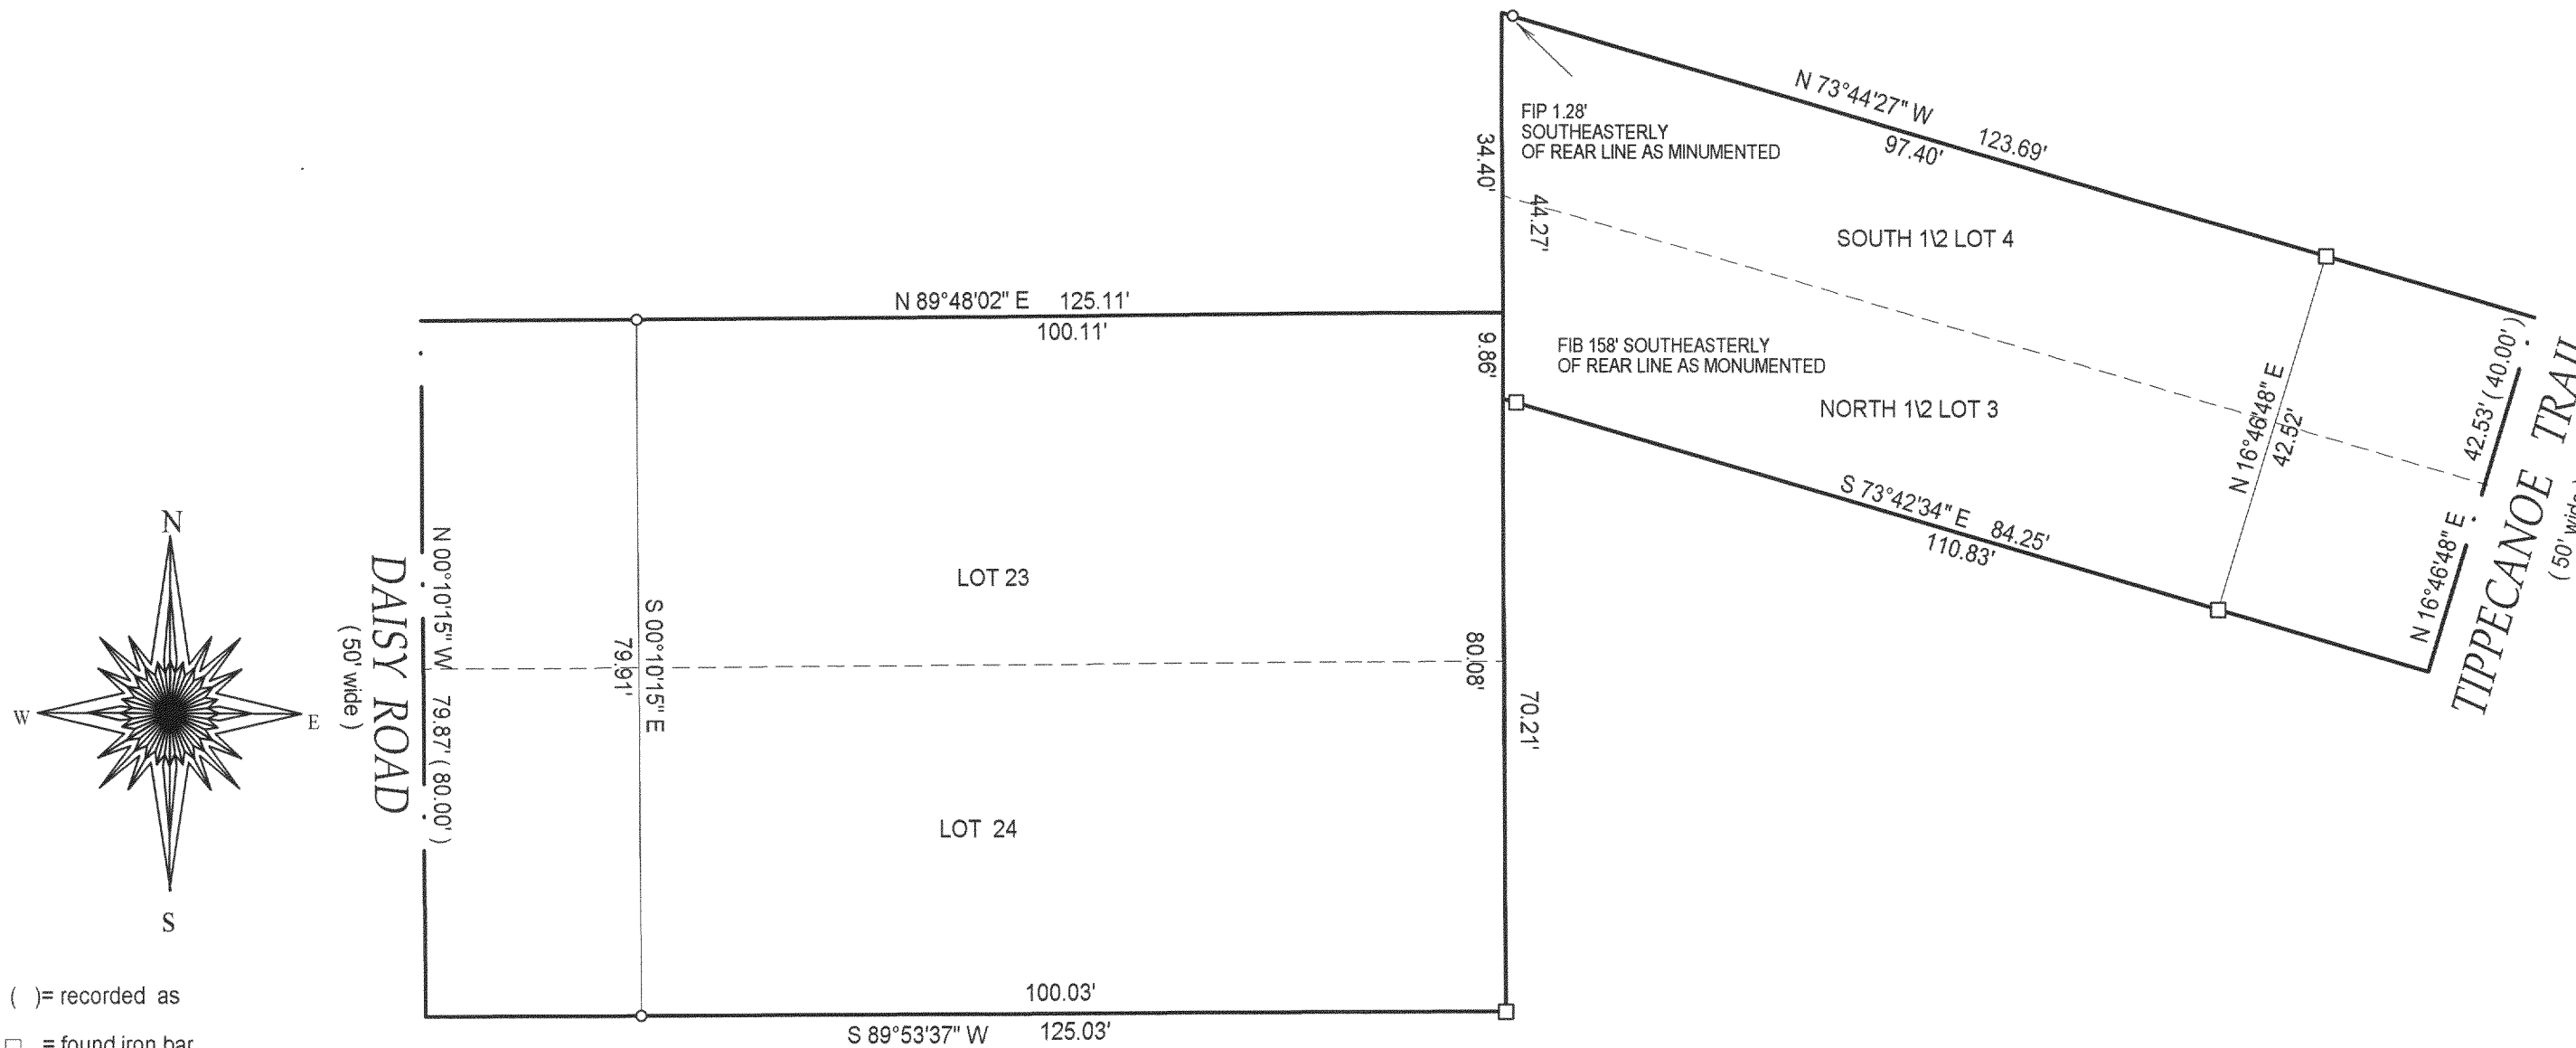 N 73°44'27" W 123.69'
97.40'
FIP 1.28'
SOUTHEASTERLY
OF REAR LINE AS MINUMENTED
34.40'
44.27'
SOUTH 1\2 LOT 4
N 89°48'02" E 125.11'
100.11'
9.86'
FIB 158' SOUTHEASTERLY
OF REAR LINE AS MONUMENTED
NORTH 1\2 LOT 3
N 16°46'48" E
42.52'
42.53' ( 40.00' )
N 16°46'48" E
TIPPECANOE TRAIL
( 50' wide )
S 73°42'34" E 84.25'
110.83'
N
W
E
S
DAISY ROAD
( 50' wide )
N 00°10'15" W 79.87' ( 80.00' )
S 00°10'15" E
79.91'
LOT 23
80.08'
70.21'
LOT 24
100.03'
S 89°53'37" W 125.03'
( )= recorded as
= found iron bar